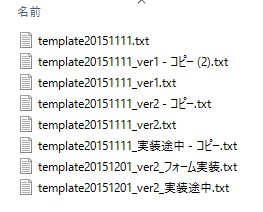 名前
template20151111.txt
template20151111_ver1 - コピー (2).txt
template20151111_ver1.txt
template20151111_ver2 - コピー.txt
template20151111_ver2.txt
template20151111_実装途中 - コピー.txt
template20151201_ver2_フォーム実装.txt
template20151201_ver2_実装途中.txt